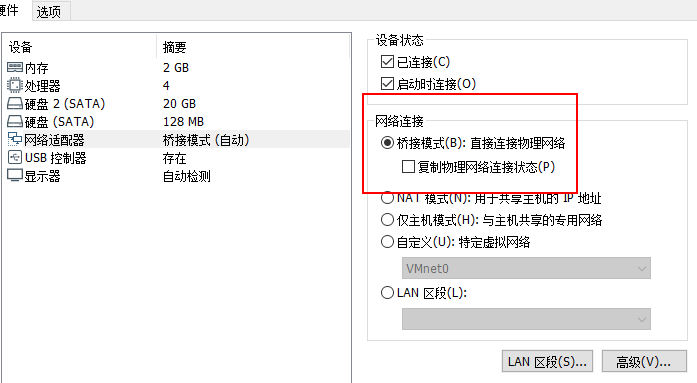 硬件 选项
设备 摘要
内存 2 GB
处理器 4
硬盘 2 (SATA) 20 GB
硬盘 (SATA) 128 MB
网络适配器 桥接模式 (自动)
USB 控制器 存在
显示器 自动检测
设备状态
已连接(C)
启动时连接(O)
网络连接
桥接模式(B): 直接连接物理网络
复制物理网络连接状态(P)
NAT 模式(N): 用于共享主机的 IP 地址
仅主机模式(H): 与主机共享的专用网络
自定义(U): 特定虚拟网络
VMnet0
LAN 区段(L):
LAN 区段(S)... 高级(V)...